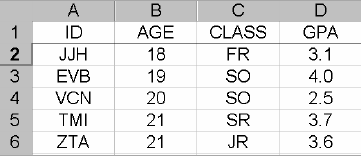 A B C D
1 ID AGE CLASS GPA
2 JJH 18 FR 3.1
3 EVB 19 SO 4.0
4 VCN 20 SO 2.5
5 TMI 21 SR 3.7
6 ZTA 21 JR 3.6